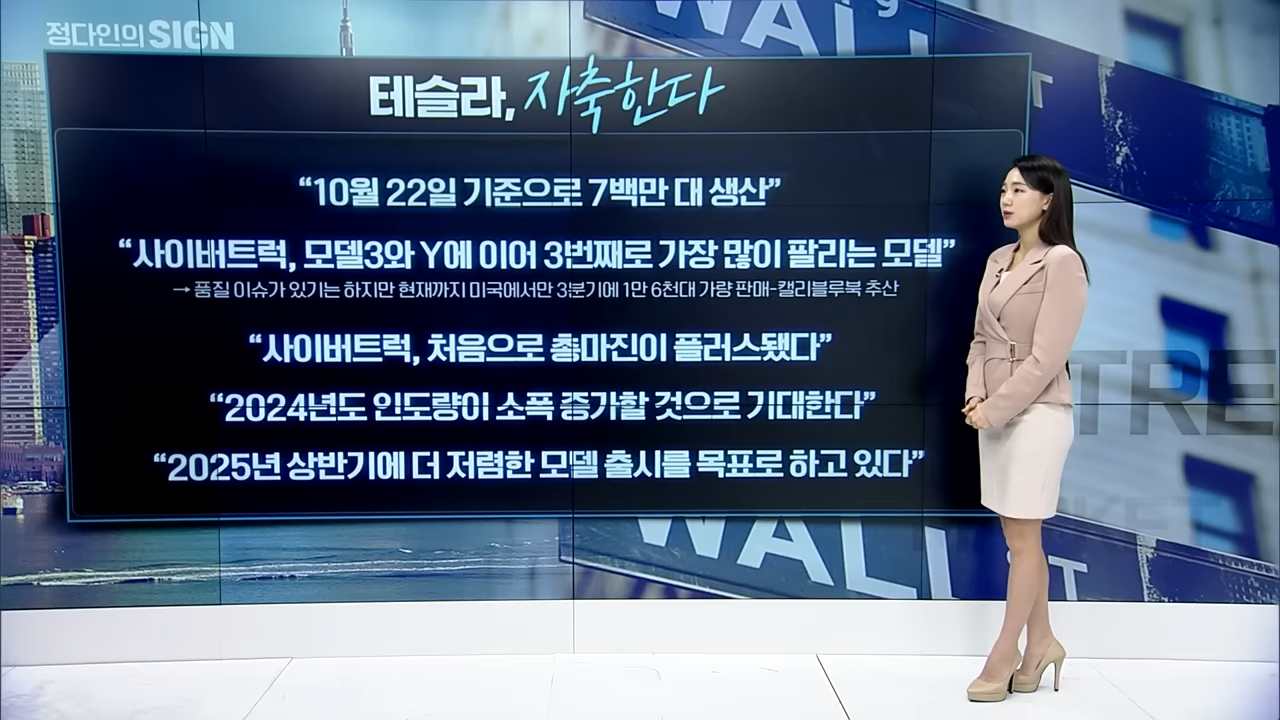 정다인의 SIGN
테슬라, 자축한다
“10월 22일 기준으로 7백만 대 생산”
“사이버트럭, 모델3와 Y에 이어 3번째로 가장 많이 팔리는 모델”
→ 품질 이슈가 있기는 하지만 현재까지 미국에서만 3분기에 1만 6천대 가량 판매-캘리블루북 추산
“사이버트럭, 처음으로 총마진이 플러스됐다”
“2024년도 인도량이 소폭 증가할 것으로 기대한다”
“2025년 상반기에 더 저렴한 모델 출시를 목표로 하고 있다”
WALL
WALL ST
TRE